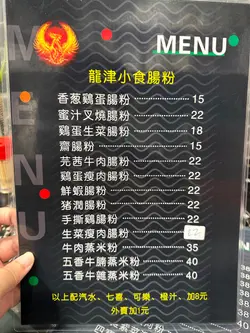 MENU
MENU
龍津小食腸粉
香葱鷄蛋腸粉 15
蜜汁叉燒腸粉 22
鷄蛋生菜腸粉 18
齋腸粉 15
芫茜牛肉腸粉 22
鷄蛋瘦肉腸粉 22
鮮蝦腸粉 22
猪潤腸粉 22
手撕鷄腸粉 22
生菜瘦肉腸粉
牛肉蒸米粉 35
五香牛腩蒸米粉 40
五香牛雜蒸米粉 40
以上配汽水、七喜、可樂、橙汁、加8元
外賣加1元